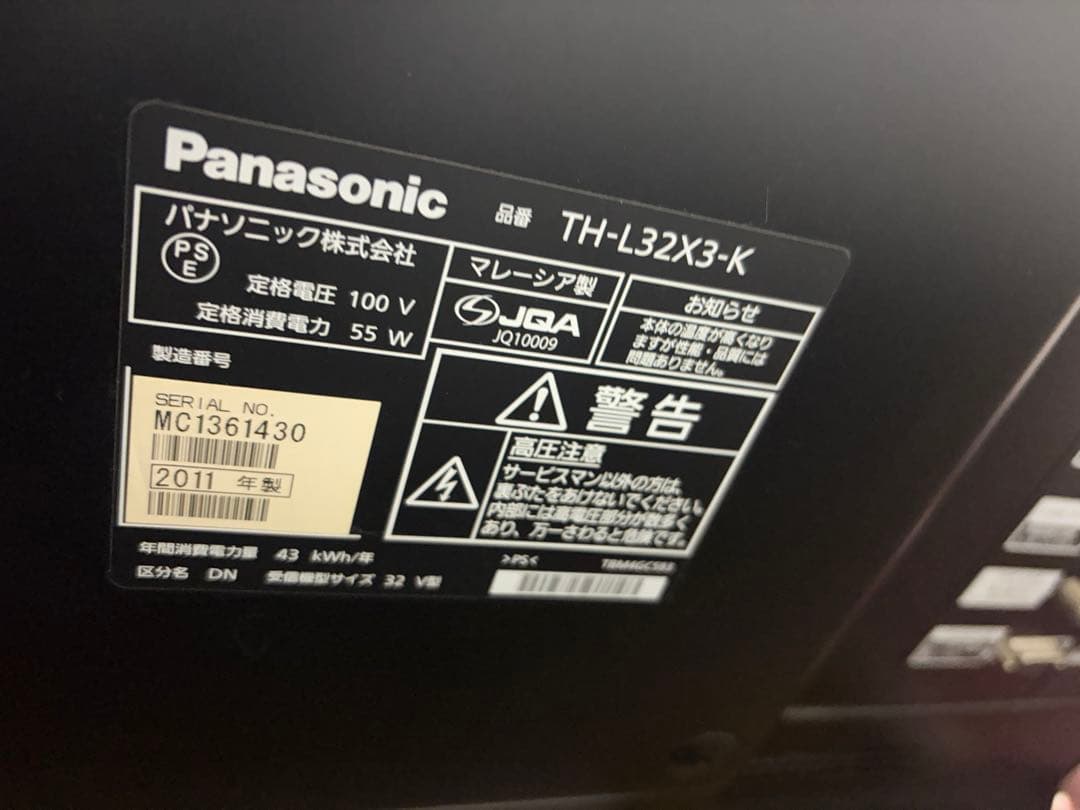 Panasonic
品番 TH-L32X3-K
パナソニック株式会社
PS
E
定格電圧 100 V
定格消費電力 55 W
マレーシア製
JQA
JQ10009
お知らせ
本体の温度が高くなり
ますが性能・品質には
問題ありません。
製造番号
SERIAL NO.
MC1361430
2011 年製
警告
高圧注意
サービスマン以外の方は、
裏ぶたをあけないでください。
内部には高電圧部分が数多く
あり、万一さわると危険です。
年間消費電力量 43 kWh/年
区分名 DN 受信機型サイズ 32 V型
>PS<